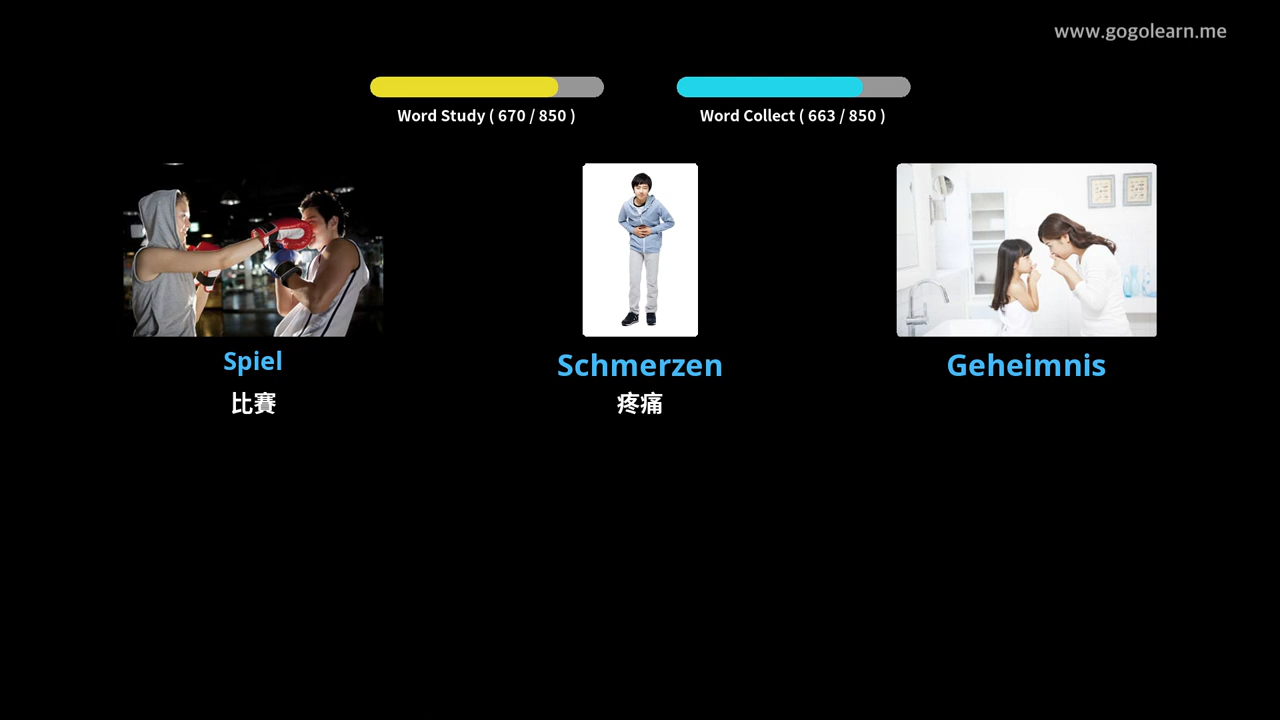 www.gogolearn.me
Word Study ( 670 / 850 )
Word Collect ( 663 / 850 )
Spiel
Schmerzen
Geheimnis
比賽
疼痛